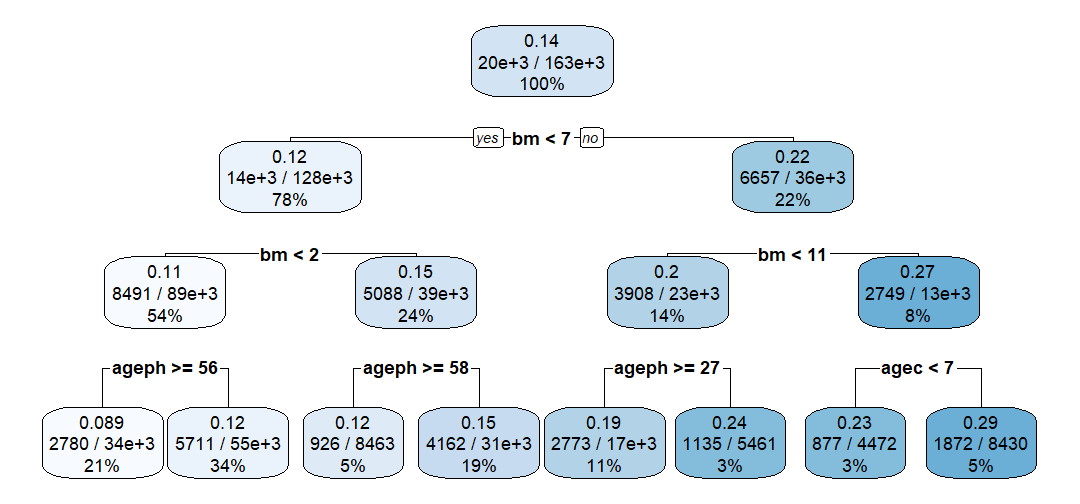 0.14
20e+3 / 163e+3
100%
yes bm < 7 no
0.12
14e+3 / 128e+3
78%
0.22
6657 / 36e+3
22%
bm < 2
bm < 11
0.11
8491 / 89e+3
54%
0.15
5088 / 39e+3
24%
0.2
3908 / 23e+3
14%
0.27
2749 / 13e+3
8%
ageph >= 56
ageph >= 58
ageph >= 27
agec < 7
0.089
2780 / 34e+3
21%
0.12
5711 / 55e+3
34%
0.12
926 / 8463
5%
0.15
4162 / 31e+3
19%
0.19
2773 / 17e+3
11%
0.24
1135 / 5461
3%
0.23
877 / 4472
3%
0.29
1872 / 8430
5%